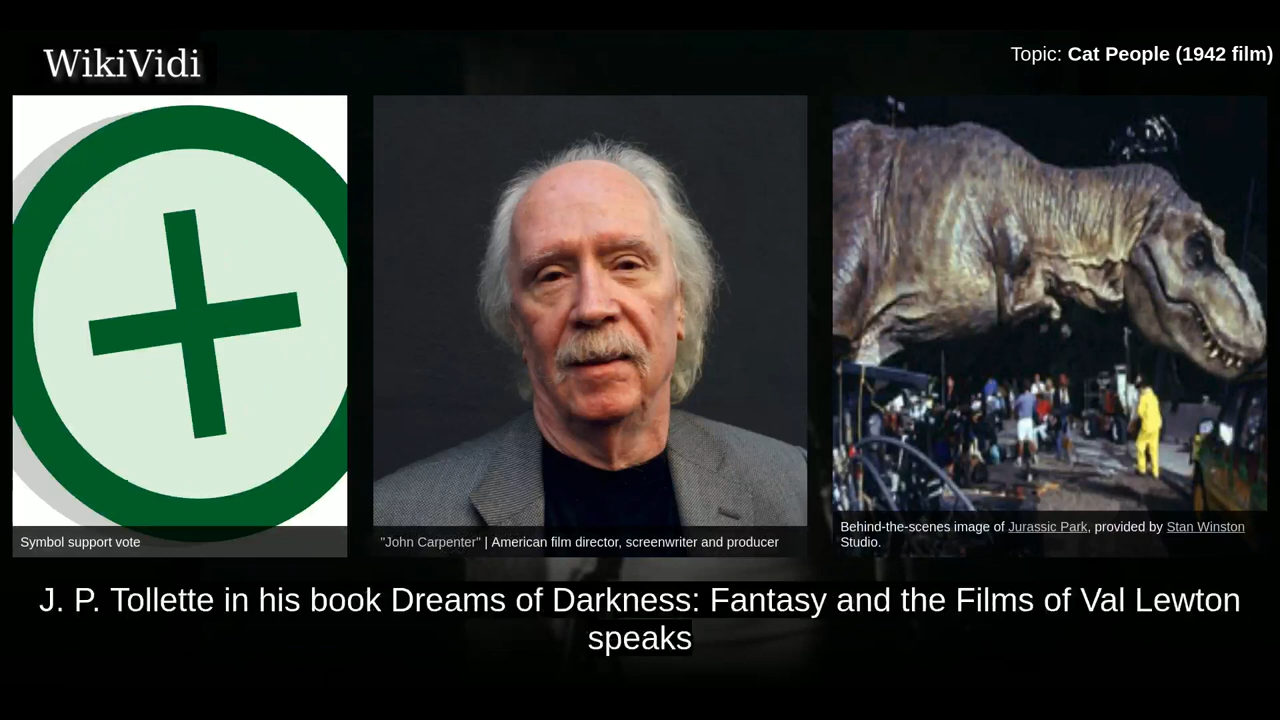 WikiVidi
Topic: Cat People (1942 film)
Symbol support vote
"John Carpenter" | American film director, screenwriter and producer
Behind-the-scenes image of Jurassic Park, provided by Stan Winston
Studio.
J. P. Tollette in his book Dreams of Darkness: Fantasy and the Films of Val Lewton
speaks